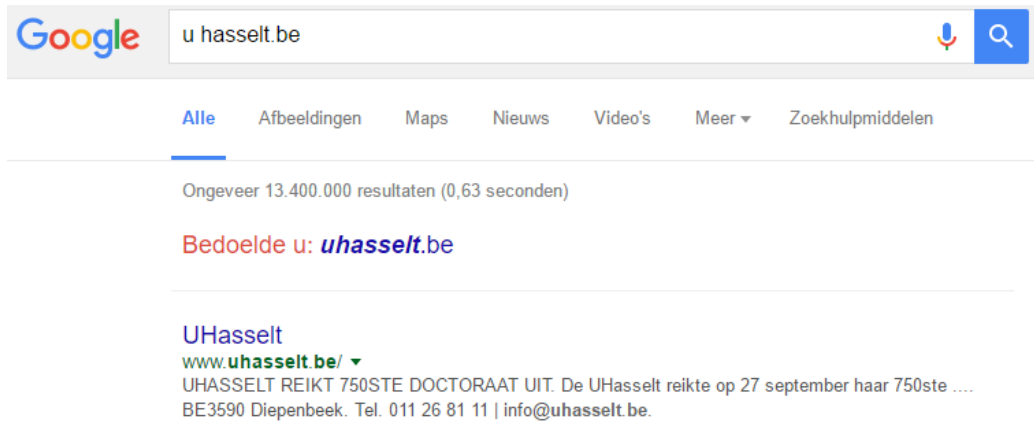 Google u hasselt.be
Alle Afbeeldingen Maps Nieuws Video's Meer Zoekhulpmiddelen
Ongeveer 13.400.000 resultaten (0,63 seconden)
Bedoelde u: uhasselt.be
UHasselt
www.uhasselt.be/
UHASSELT REIKT 750STE DOCTORAAT UIT. De UHasselt reikte op 27 september haar 750ste ....
BE3590 Diepenbeek. Tel. 011 26 81 11 | info@uhasselt.be.